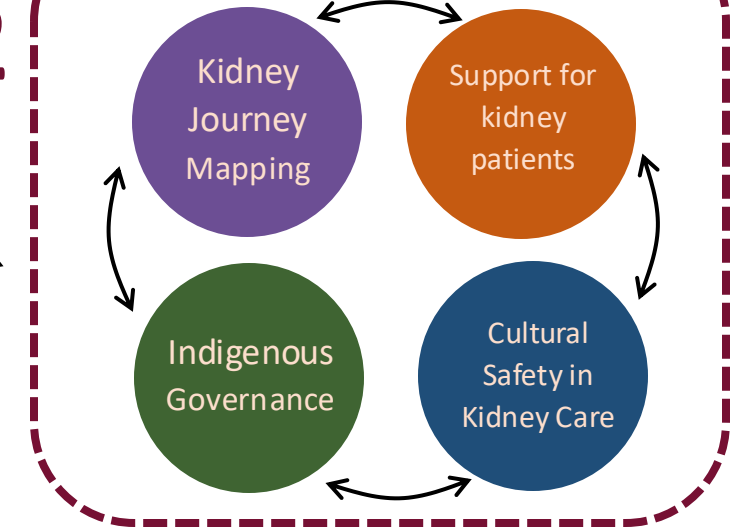 Kidney
Journey
Mapping
Support for
kidney
patients
Indigenous
Governance
Cultural
Safety in
Kidney Care